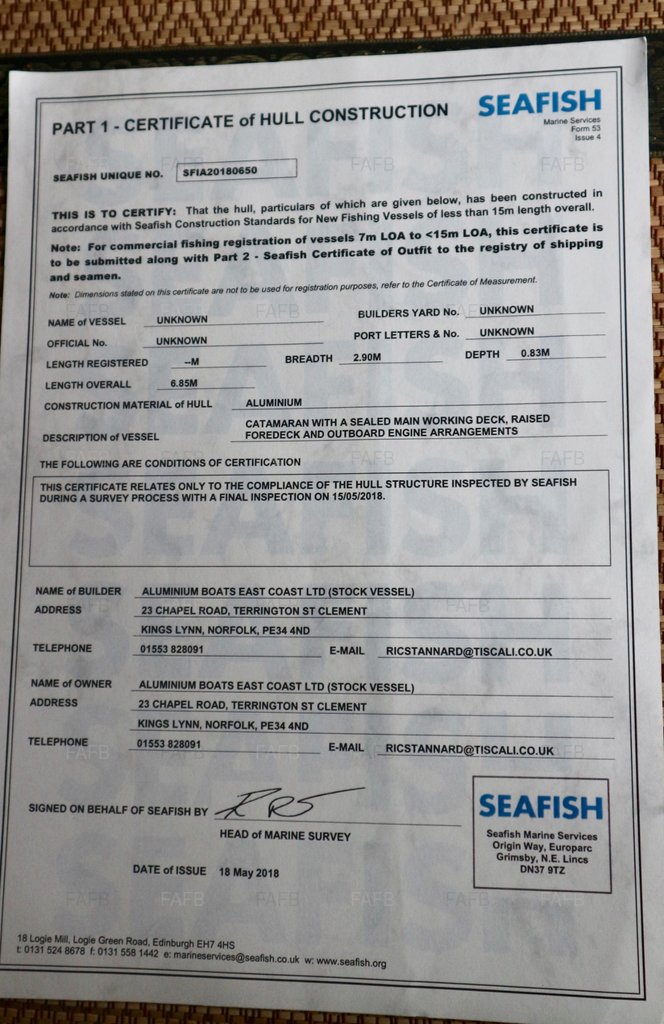 SEAFISH
Marine Services
Form 53
Issue 4
PART 1 - CERTIFICATE of HULL CONSTRUCTION
SEAFISH UNIQUE NO. SFIA20180650
THIS IS TO CERTIFY: That the hull, particulars of which are given below, has been constructed in
accordance with Seafish Construction Standards for New Fishing Vessels of less than 15m length overall.
Note: For commercial fishing registration of vessels 7m LOA to <15m LOA, this certificate is
to be submitted along with Part 2 - Seafish Certificate of Outfit to the registry of shipping
and seamen.
Note: Dimensions stated on this certificate are not to be used for registration purposes, refer to the Certificate of Measurement.
NAME of VESSEL UNKNOWN BUILDERS YARD No. UNKNOWN
OFFICIAL No. UNKNOWN PORT LETTERS & No. UNKNOWN
LENGTH REGISTERED --M BREADTH 2.90M DEPTH 0.83M
LENGTH OVERALL 6.85M
CONSTRUCTION MATERIAL of HULL ALUMINIUM
DESCRIPTION of VESSEL CATAMARAN WITH A SEALED MAIN WORKING DECK, RAISED
FOREDECK AND OUTBOARD ENGINE ARRANGEMENTS
THE FOLLOWING ARE CONDITIONS OF CERTIFICATION
THIS CERTIFICATE RELATES ONLY TO THE COMPLIANCE OF THE HULL STRUCTURE INSPECTED BY SEAFISH
DURING A SURVEY PROCESS WITH A FINAL INSPECTION ON 15/05/2018.
NAME of BUILDER ALUMINIUM BOATS EAST COAST LTD (STOCK VESSEL)
ADDRESS 23 CHAPEL ROAD, TERRINGTON ST CLEMENT
KINGS LYNN, NORFOLK, PE34 4ND
TELEPHONE 01553 828091 E-MAIL RICSTANNARD@TISCALI.CO.UK
NAME of OWNER ALUMINIUM BOATS EAST COAST LTD (STOCK VESSEL)
ADDRESS 23 CHAPEL ROAD, TERRINGTON ST CLEMENT
KINGS LYNN, NORFOLK, PE34 4ND
TELEPHONE 01553 828091 E-MAIL RICSTANNARD@TISCALI.CO.UK
SIGNED ON BEHALF OF SEAFISH BY
HEAD of MARINE SURVEY
DATE of ISSUE 18 May 2018
SEAFISH
Seafish Marine Services
Origin Way, Europarc
Grimsby, N.E. Lincs
DN37 9TZ
18 Logie Mill, Logie Green Road, Edinburgh EH7 4HS
t: 0131 524 8678 f: 0131 558 1442 e: marineservices@seafish.co.uk w: www.seafish.org
FAFB